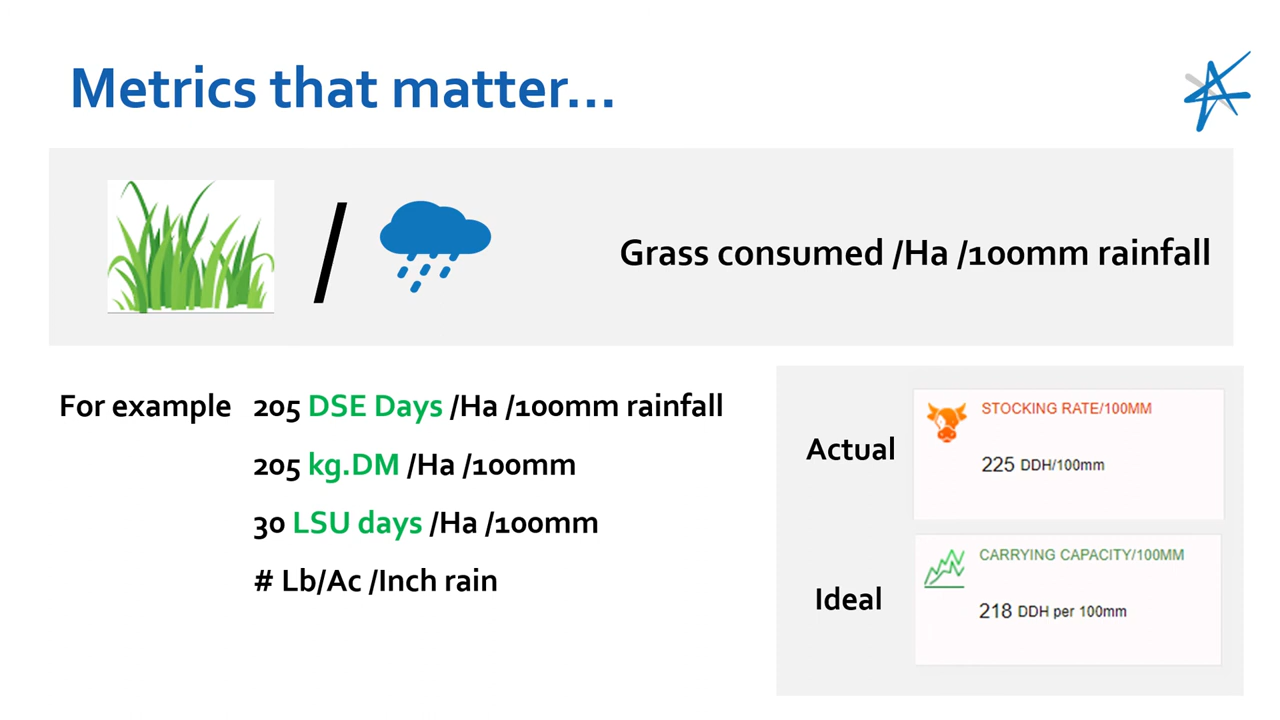 Metrics that matter...
/
Grass consumed /Ha /100mm rainfall
For example 205 DSE Days /Ha /100mm rainfall
205 kg.DM /Ha /100mm
30 LSU days /Ha /100mm
# Lb/Ac /Inch rain
Actual
STOCKING RATE/100MM
225 DDH/100mm
Ideal
CARRYING CAPACITY/100MM
218 DDH per 100mm